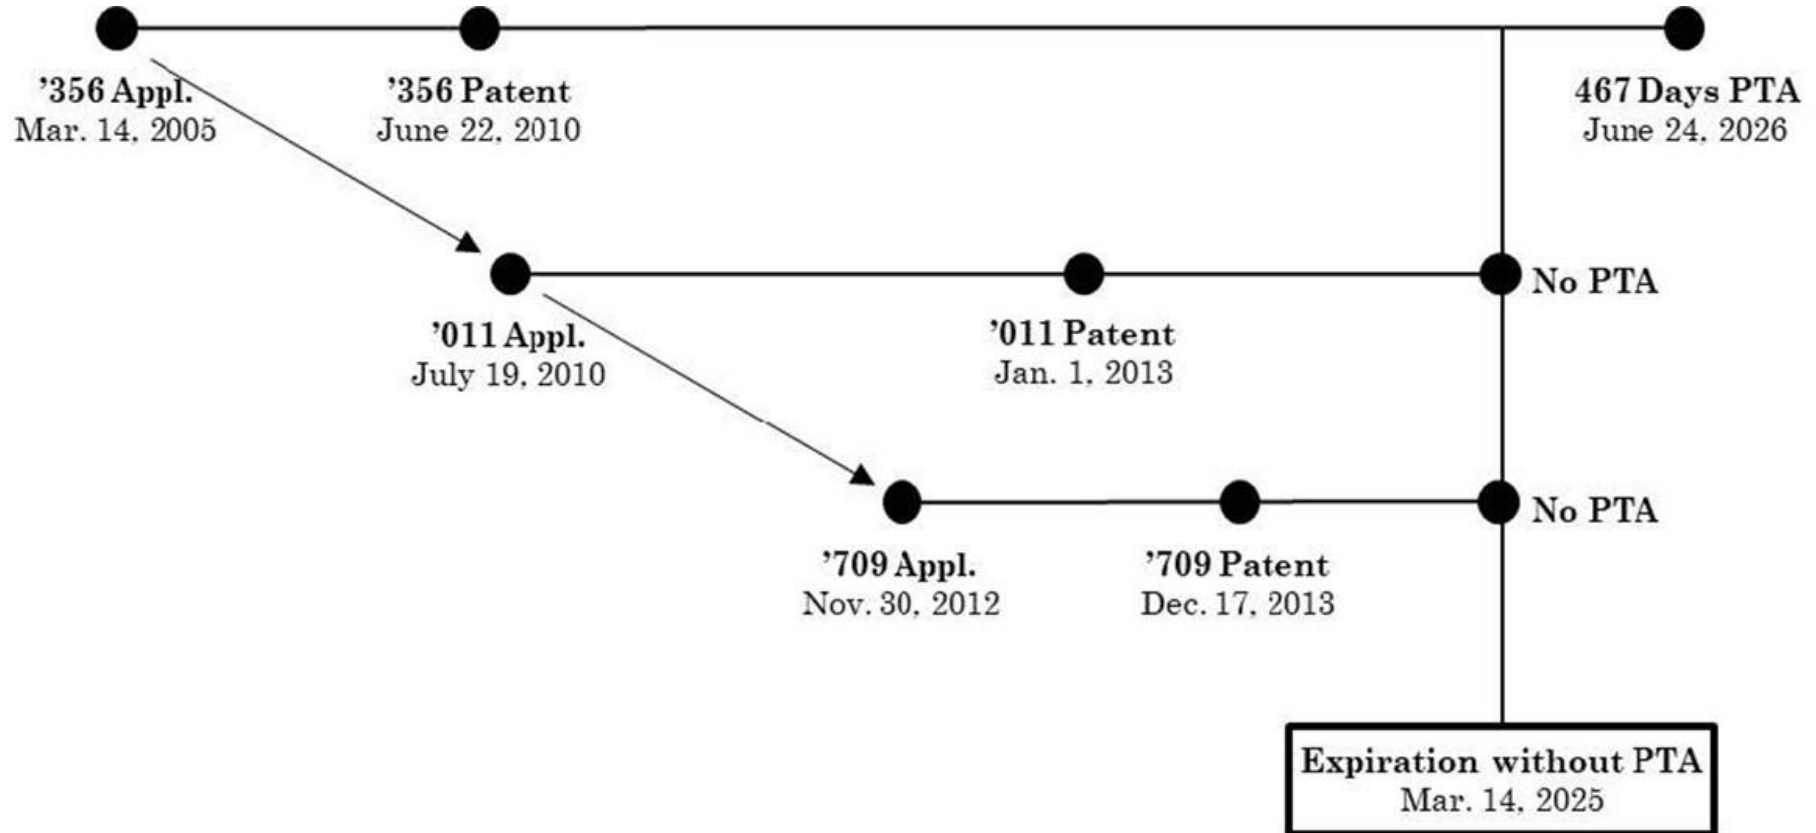 ’356 Appl.
Mar. 14, 2005
’356 Patent
June 22, 2010
467 Days PTA
June 24, 2026
No PTA
’011 Appl.
July 19, 2010
’011 Patent
Jan. 1, 2013
No PTA
’709 Appl.
Nov. 30, 2012
’709 Patent
Dec. 17, 2013
Expiration without PTA
Mar. 14, 2025